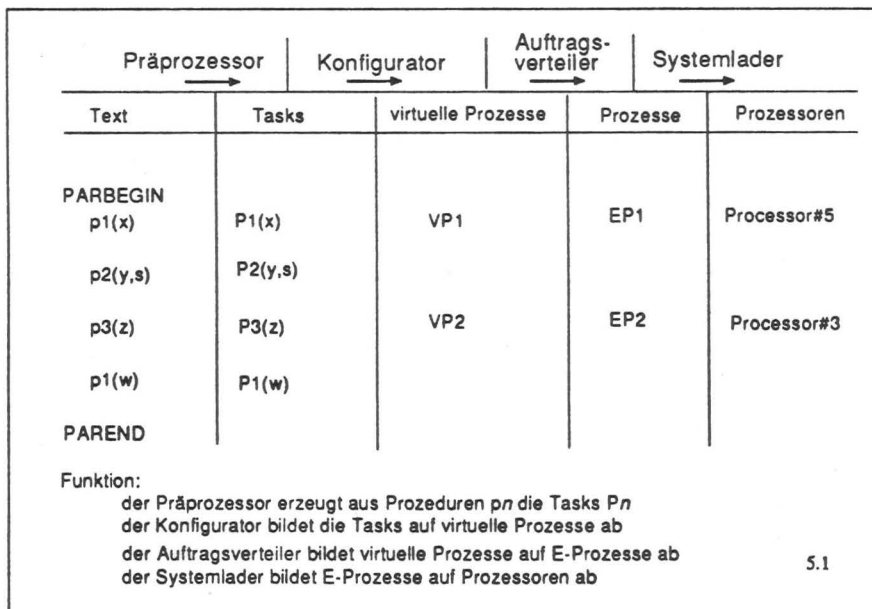 Präprozessor Konfigurator Auftrags-verteiler Systemlader
Text Tasks virtuelle Prozesse Prozesse Prozessoren
PARBEGIN
p1(x) P1(x) VP1 EP1 Processor#5
p2(y,s) P2(y,s)
p3(z) P3(z) VP2 EP2 Processor#3
p1(w) P1(w)
PAREND
Funktion:
der Präprozessor erzeugt aus Prozeduren pn die Tasks Pn
der Konfigurator bildet die Tasks auf virtuelle Prozesse ab
der Auftragsverteiler bildet virtuelle Prozesse auf E-Prozesse ab
der Systemlader bildet E-Prozesse auf Prozessoren ab
5.1